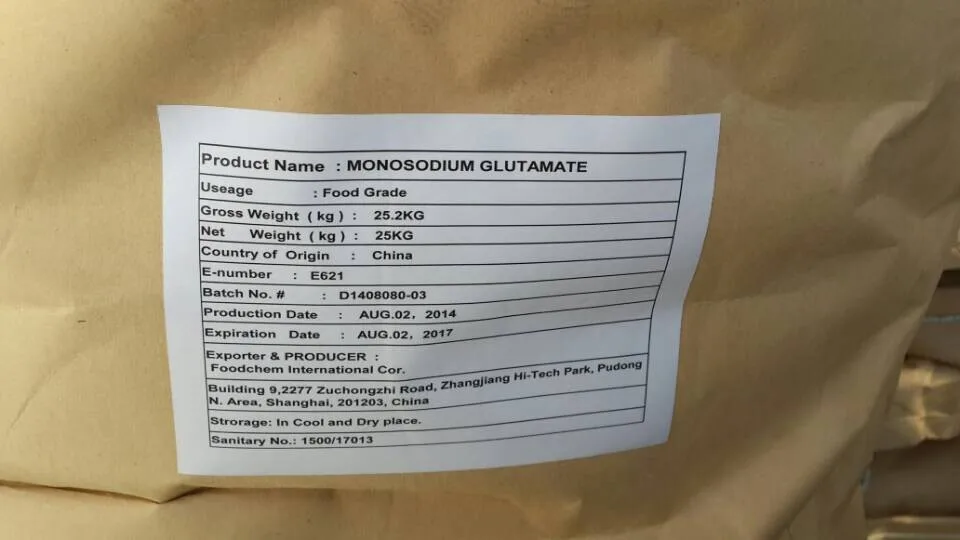 Product Name : MONOSODIUM GLUTAMATE
Useage : Food Grade
Gross Weight ( kg ) : 25.2KG
Net Weight ( kg ) : 25KG
Country of Origin : China
E-number : E621
Batch No. # : D1408080-03
Production Date : AUG.02, 2014
Expiration Date : AUG.02, 2017
Exporter & PRODUCER :
Foodchem International Cor.
Building 9,2277 Zuchongzhi Road, Zhangjiang Hi-Tech Park, Pudong
N. Area, Shanghai, 201203, China
Strorage: In Cool and Dry place.
Sanitary No.: 1500/17013